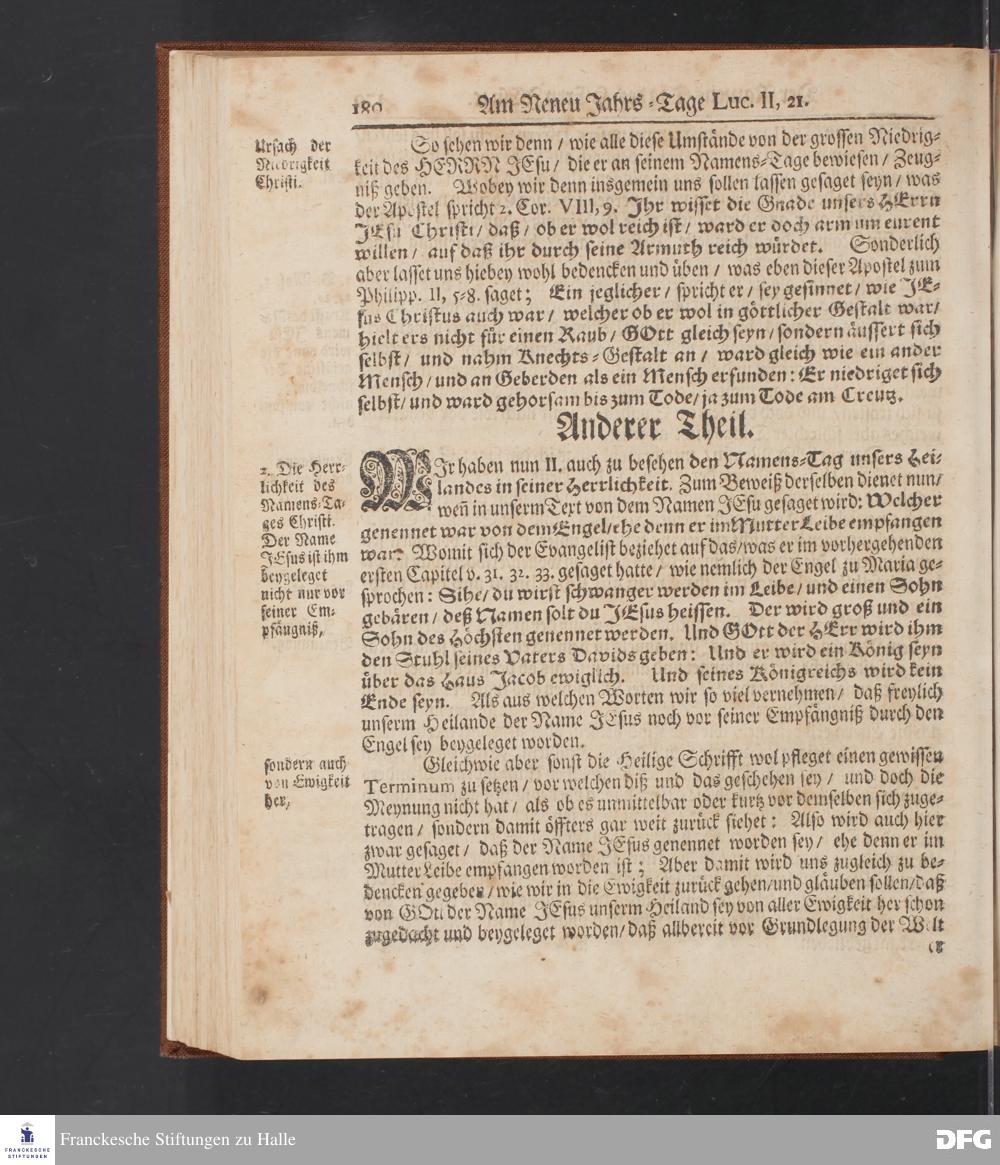 180 Am Neneu Jahrs-Tage Luc. II, 21.
Ursach der
Niedrigkeit
Christi.
So sehen wir denn / wie alle diese Umstände von der grossen Niedrig-
keit des HERRN JEsu / die er an seinem Namens-Tage bewiesen / Zeug-
niß geben. Wobey wir denn insgemein uns sollen lassen gesaget seyn / was
der Apostel spricht 2. Cor. VIII, 9. Ihr wisset die Gnade unsers HErrn
JEsu Christi / daß / ob er wol reich ist / ward er doch arm um eurent
willen / auf daß ihr durch seine Armuth reich würdet. Sonderlich
aber lasset uns hiebey wohl bedencken und üben / was eben dieser Apostel zum
Philipp. II, 5-8. saget; Ein jeglicher / spricht er / sey gesinnet / wie JE-
sus Christus auch war / welcher ob er wol in göttlicher Gestalt war /
hielt ers nicht für einen Raub / GOtt gleich seyn / sondern äussert sich
selbst / und nahm Knechts-Gestalt an / ward gleich wie ein ander
Mensch / und an Geberden als ein Mensch erfunden: Er niedriget sich
selbst / und ward gehorsam bis zum Tode / ja zum Tode am Creutz.
Anderer Theil.
2. Die Herr-
lichkeit des
Namens-Ta-
ges Christi.
Der Name
JEsus ist ihm
beygeleget
nicht nur vor
seiner Em-
pfängniß,
WIr haben nun II. auch zu besehen den Namens-Tag unsers Hei-
landes in seiner Herrlichkeit. Zum Beweiß derselben dienet nun /
weñ in unserm Text von dem Namen JEsu gesaget wird: Welcher
genennet war von dem Engel / ehe denn er im Mutter Leibe empfangen
war. Womit sich der Evangelist beziehet auf das / was er im vorhergehenden
ersten Capitel v. 31. 32. 33. gesaget hatte / wie nemlich der Engel zu Maria ge-
sprochen: Sihe / du wirst schwanger werden im Leibe / und einen Sohn
gebären / deß Namen solt du JEsus heissen. Der wird groß und ein
Sohn des Höchsten genennet werden. Und GOtt der HErr wird ihm
den Stuhl seines Vaters Davids geben: Und er wird ein König seyn
über das Haus Jacob ewiglich. Und seines Königreichs wird kein
Ende seyn. Als aus welchen Worten wir so viel vernehmen / daß freylich
unserm Heilande der Name JEsus noch vor seiner Empfängniß durch den
Engel sey beygeleget worden.
sondern auch
von Ewigkeit
her,
Gleichwie aber sonst die Heilige Schrifft wol pfleget einen gewissen
Terminum zu setzen / vor welchen diß und das geschehen sey / und doch die
Meynung nicht hat / als ob es unmittelbar oder kurtz vor demselben sich zuge-
tragen / sondern damit öffters gar weit zurück siehet: Also wird auch hier
zwar gesaget / daß der Name JEsus genennet worden sey / ehe denn er im
Mutter Leibe empfangen worden ist; Aber damit wird uns zugleich zu be-
dencken gegeben / wie wir in die Ewigkeit zurück gehen / und gläuben sollen / daß
von GOtt der Name JEsus unserm Heiland sey von aller Ewigkeit her schon
zugedacht und beygeleget worden / daß allbereit vor Grundlegung der Welt
er
FRANCKESCHE
STIFTUNGEN
Franckesche Stiftungen zu Halle
DFG